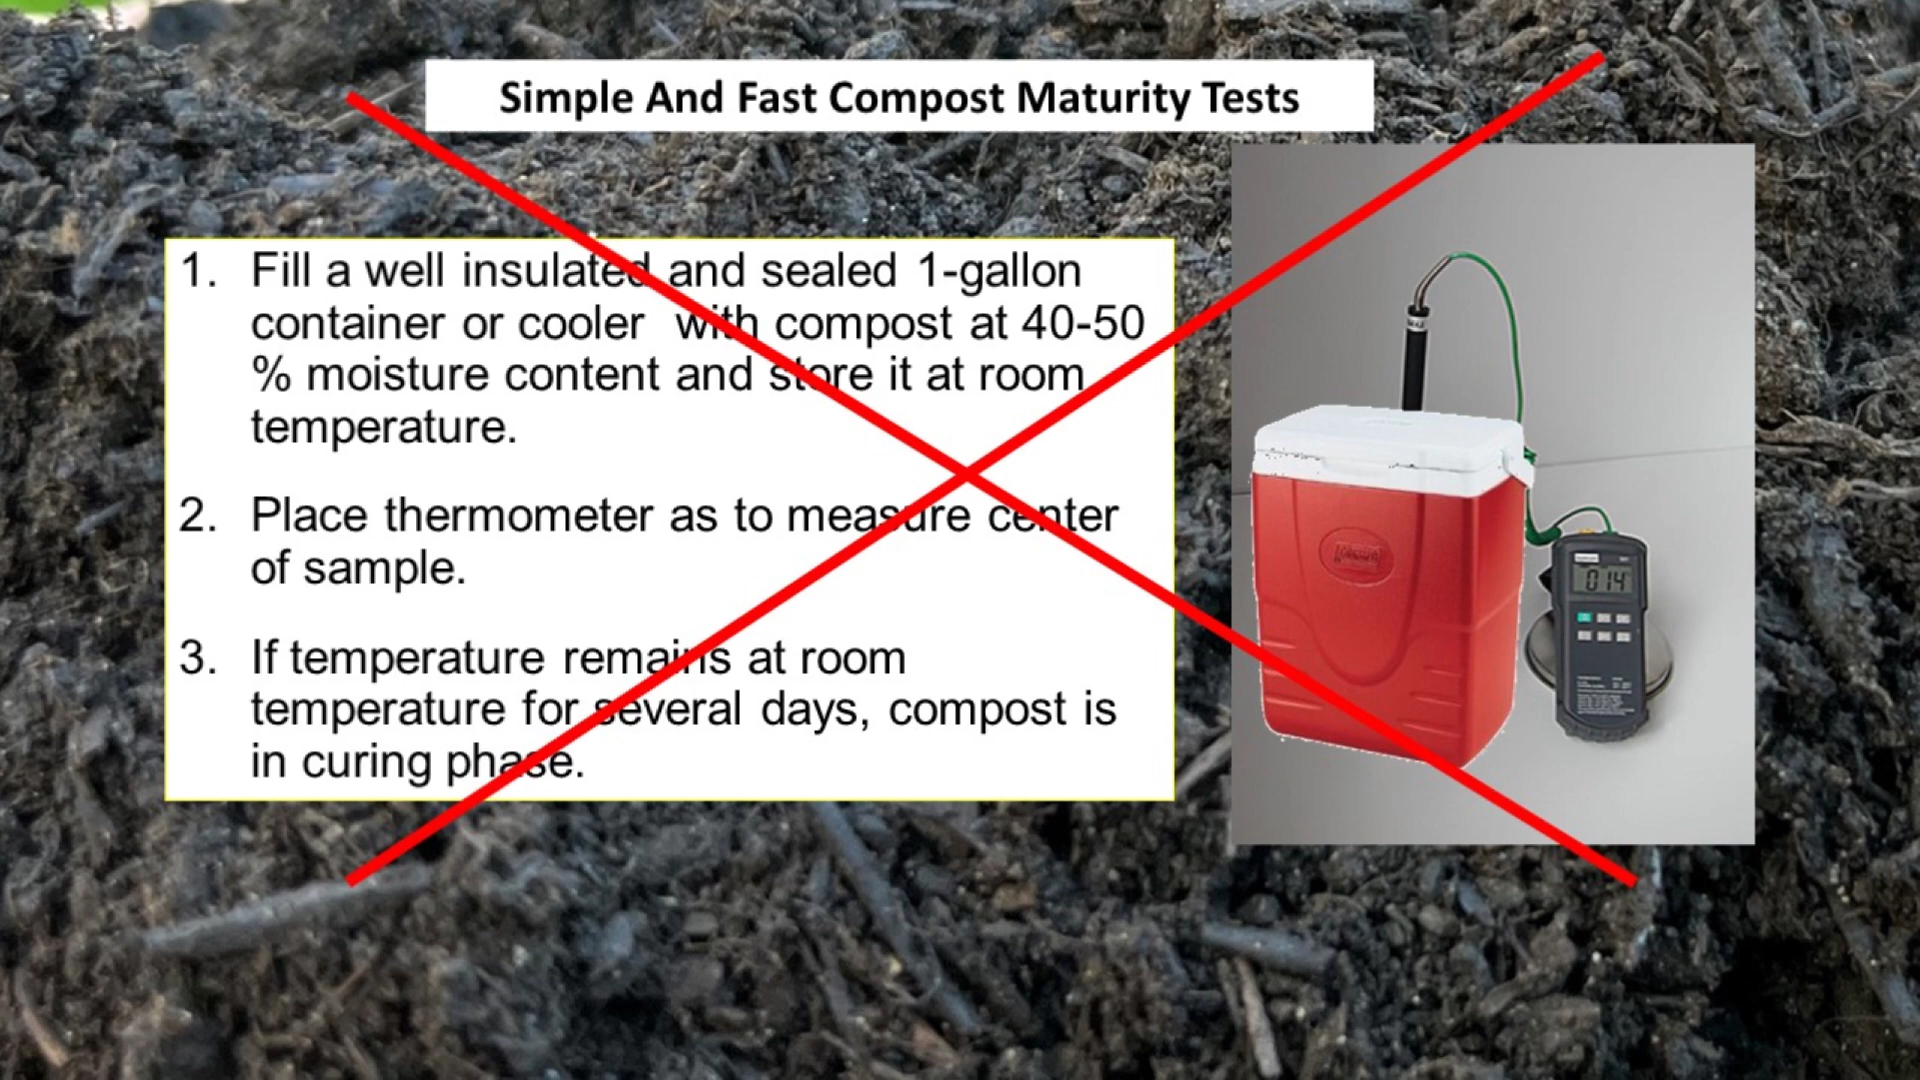 Simple And Fast Compost Maturity Tests
1. Fill a well insulated and sealed 1-gallon
container or cooler with compost at 40-50
% moisture content and store it at room
temperature.
2. Place thermometer as to measure center
of sample.
3. If temperature remains at room
temperature for several days, compost is
in curing phase.
014